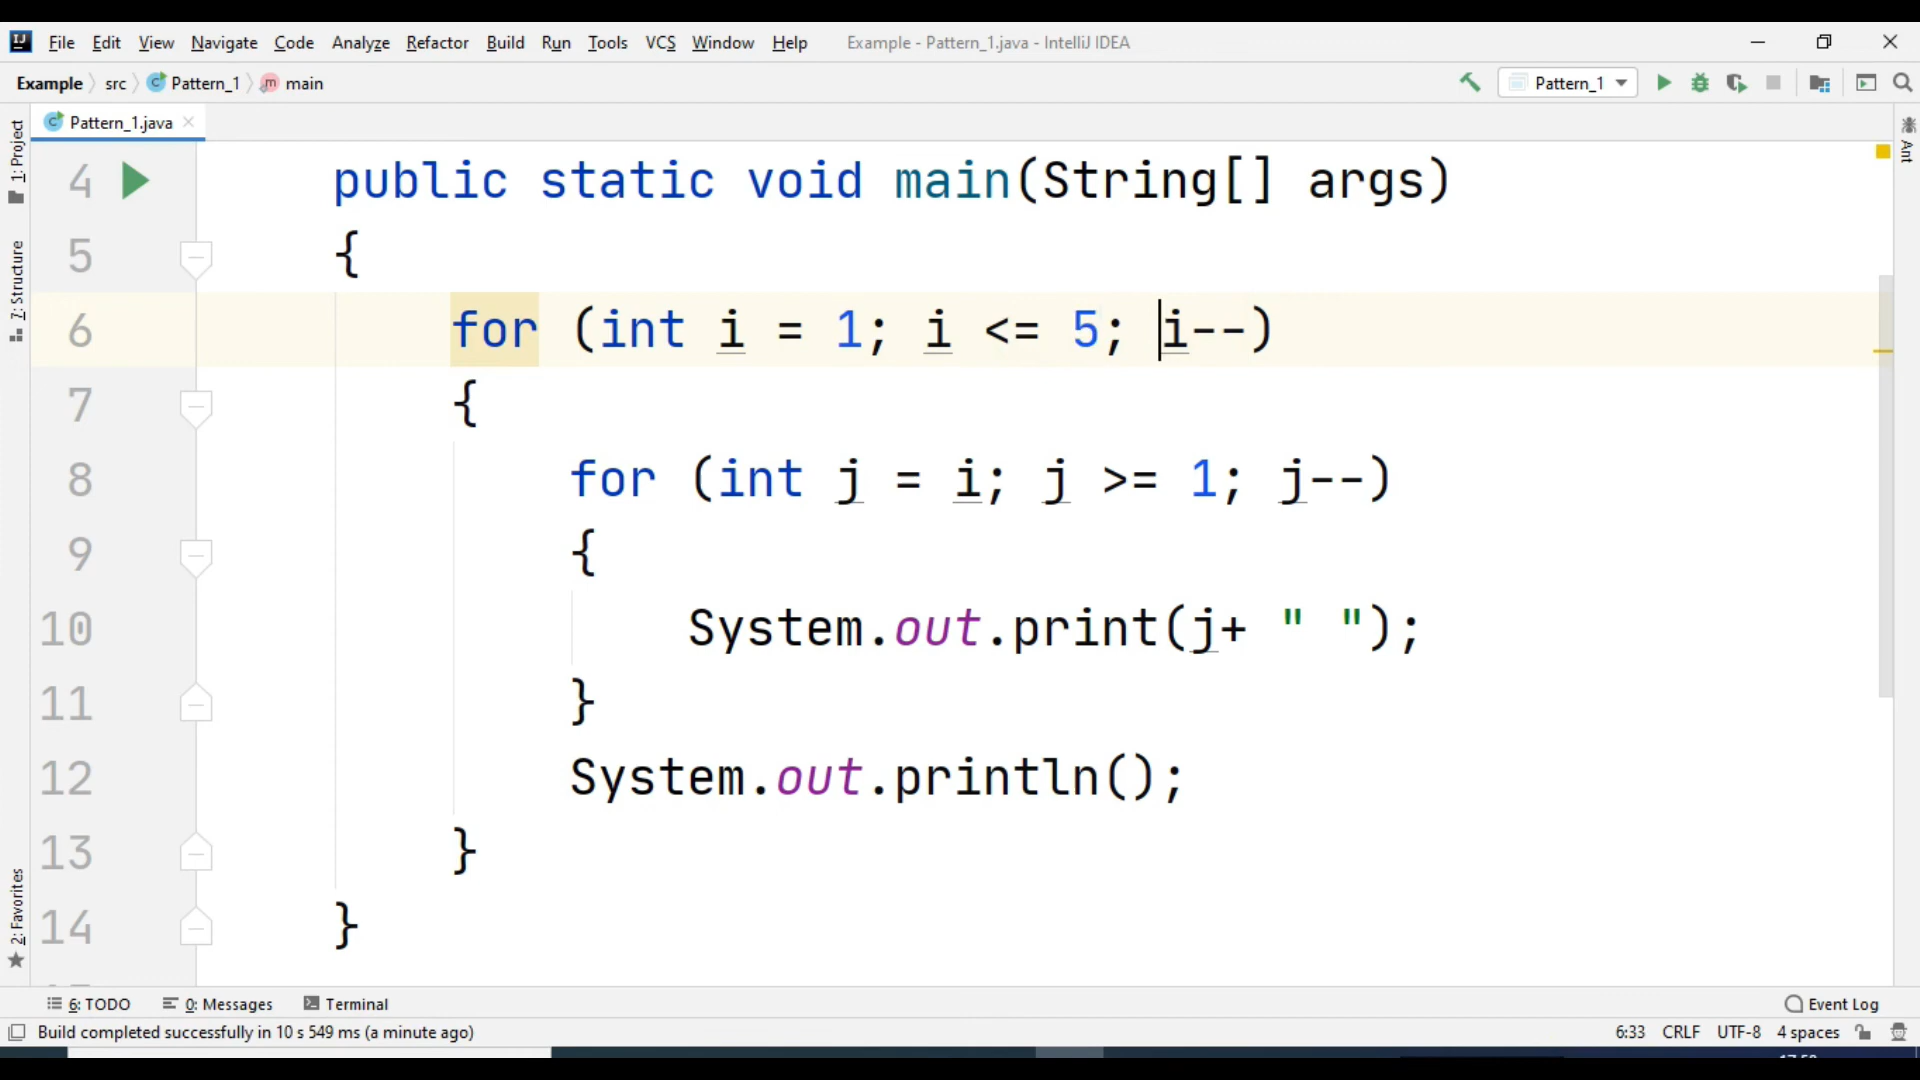 IJ File Edit View Navigate Code Analyze Refactor Build Run Tools VCS Window Help Example - Pattern_1.java - IntelliJ IDEA
Example src Pattern_1 main Pattern_1
Pattern_1.java
1: Project
7: Structure
2: Favorites
Ant
4 public static void main(String[] args)
5 {
6 for (int i = 1; i <= 5; i--)
7 {
8 for (int j = i; j >= 1; j--)
9 {
10 System.out.print(j+ " ");
11 }
12 System.out.println();
13 }
14 }
6: TODO 0: Messages Terminal Event Log
Build completed successfully in 10 s 549 ms (a minute ago) 6:33 CRLF UTF-8 4 spaces